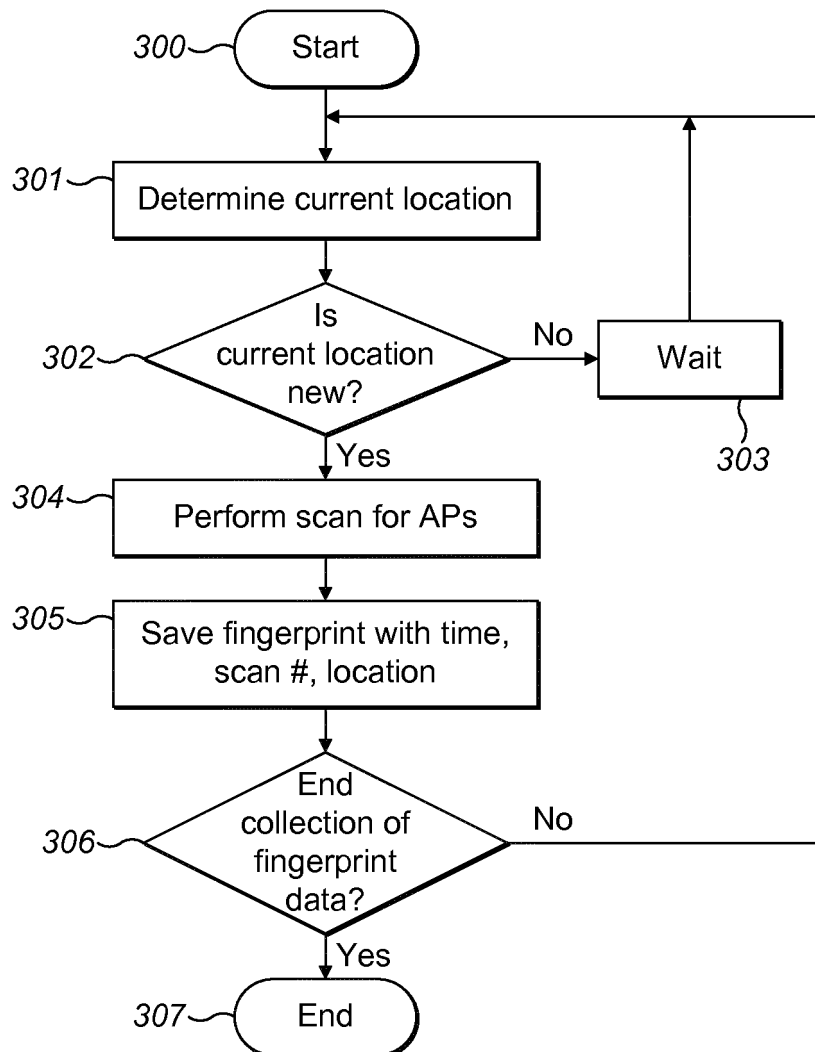 300
Start
301
Determine current location
302
Is
current location
new?
No
Wait
303
Yes
304
Perform scan for APs
305
Save fingerprint with time,
scan #, location
306
End
collection of
fingerprint
data?
No
Yes
307
End